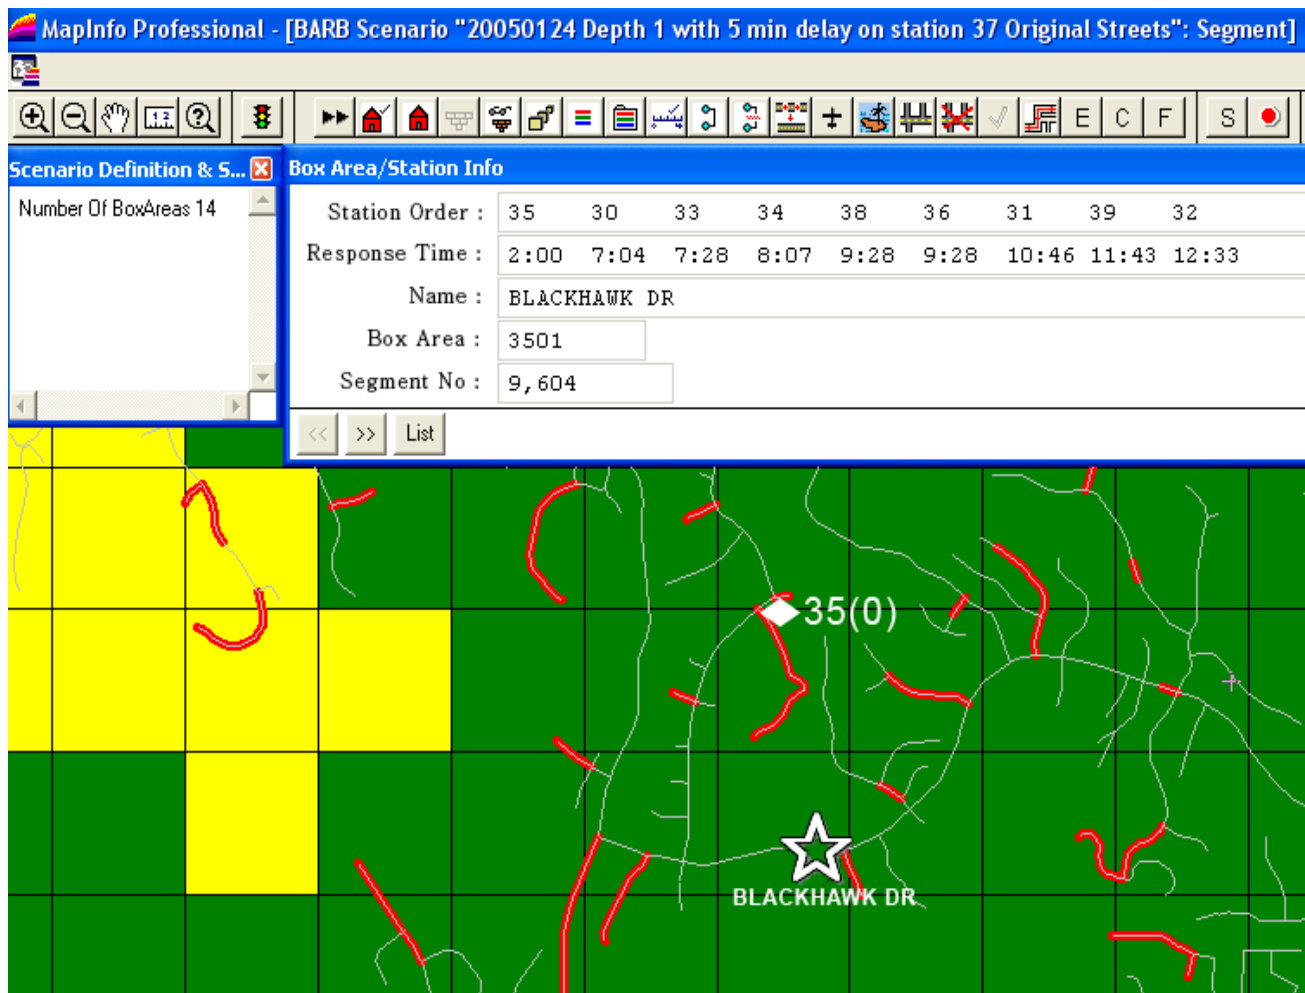 MapInfo Professional - [BARB Scenario "20050124 Depth 1 with 5 min delay on station 37 Original Streets": Segment]
E C F S
Scenario Definition & S...
Number Of BoxAreas 14
Box Area/Station Info
Station Order : 35 30 33 34 38 36 31 39 32
Response Time : 2:00 7:04 7:28 8:07 9:28 9:28 10:46 11:43 12:33
Name : BLACKHAWK DR
Box Area : 3501
Segment No : 9,604
<< >> List
35(0)
BLACKHAWK DR